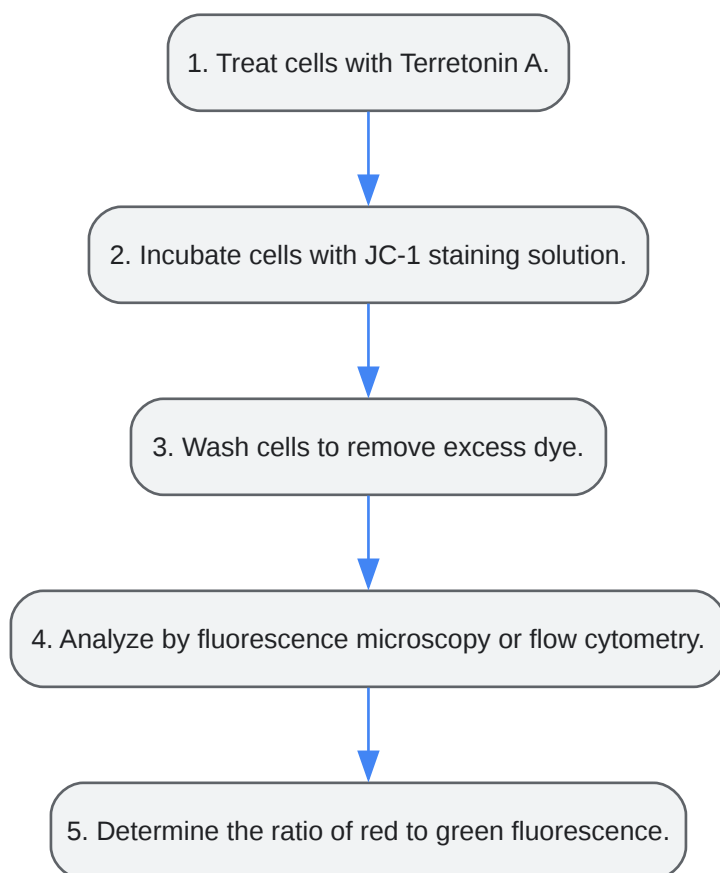 1. Treat cells with Terretonin A.
2. Incubate cells with JC-1 staining solution.
3. Wash cells to remove excess dye.
4. Analyze by fluorescence microscopy or flow cytometry.
5. Determine the ratio of red to green fluorescence.